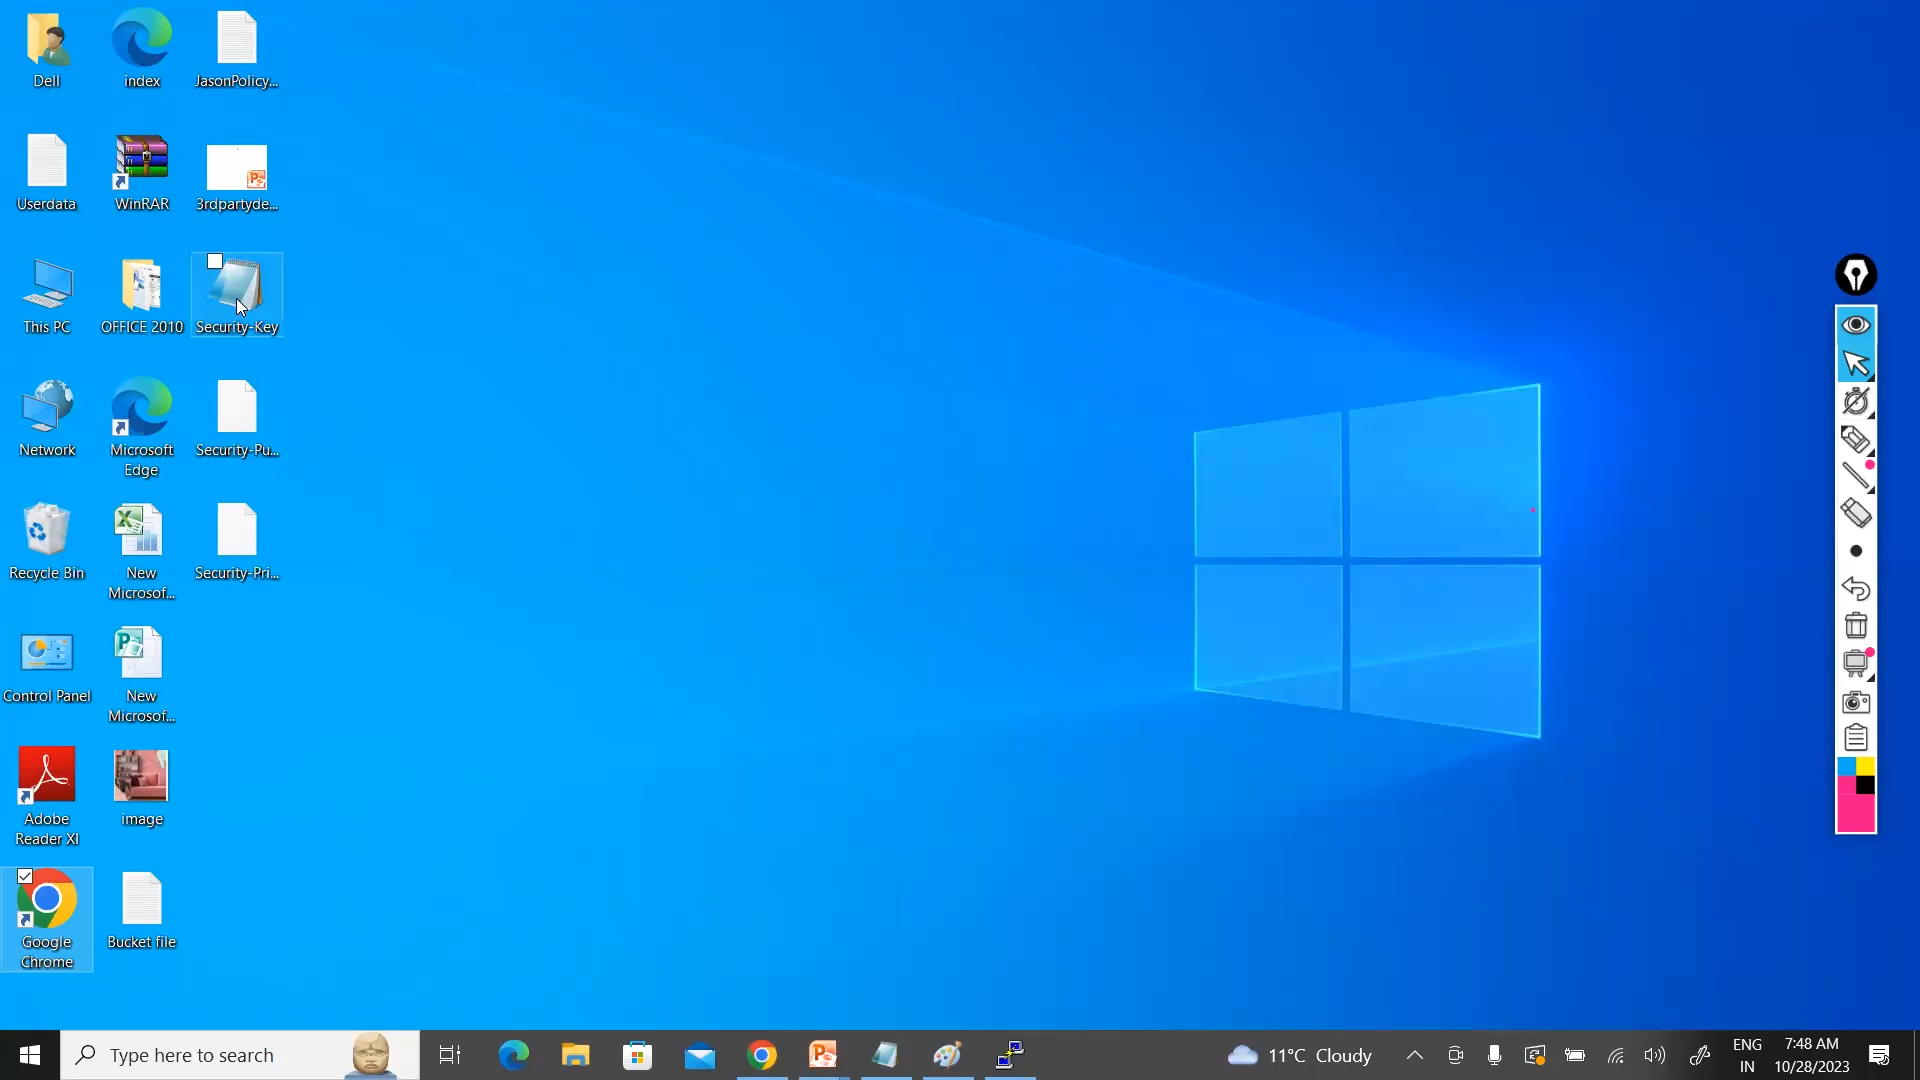 Dell
index
JasonPolicy...
Userdata
WinRAR
3rdpartyde...
This PC
OFFICE 2010
Security-Key
Network
Microsoft
Edge
Security-Pu...
Recycle Bin
New
Microsof...
Security-Pri...
Control Panel
New
Microsof...
Adobe
Reader XI
image
Google
Chrome
Bucket file
Type here to search
11°C Cloudy
ENG
IN
7:48 AM
10/28/2023